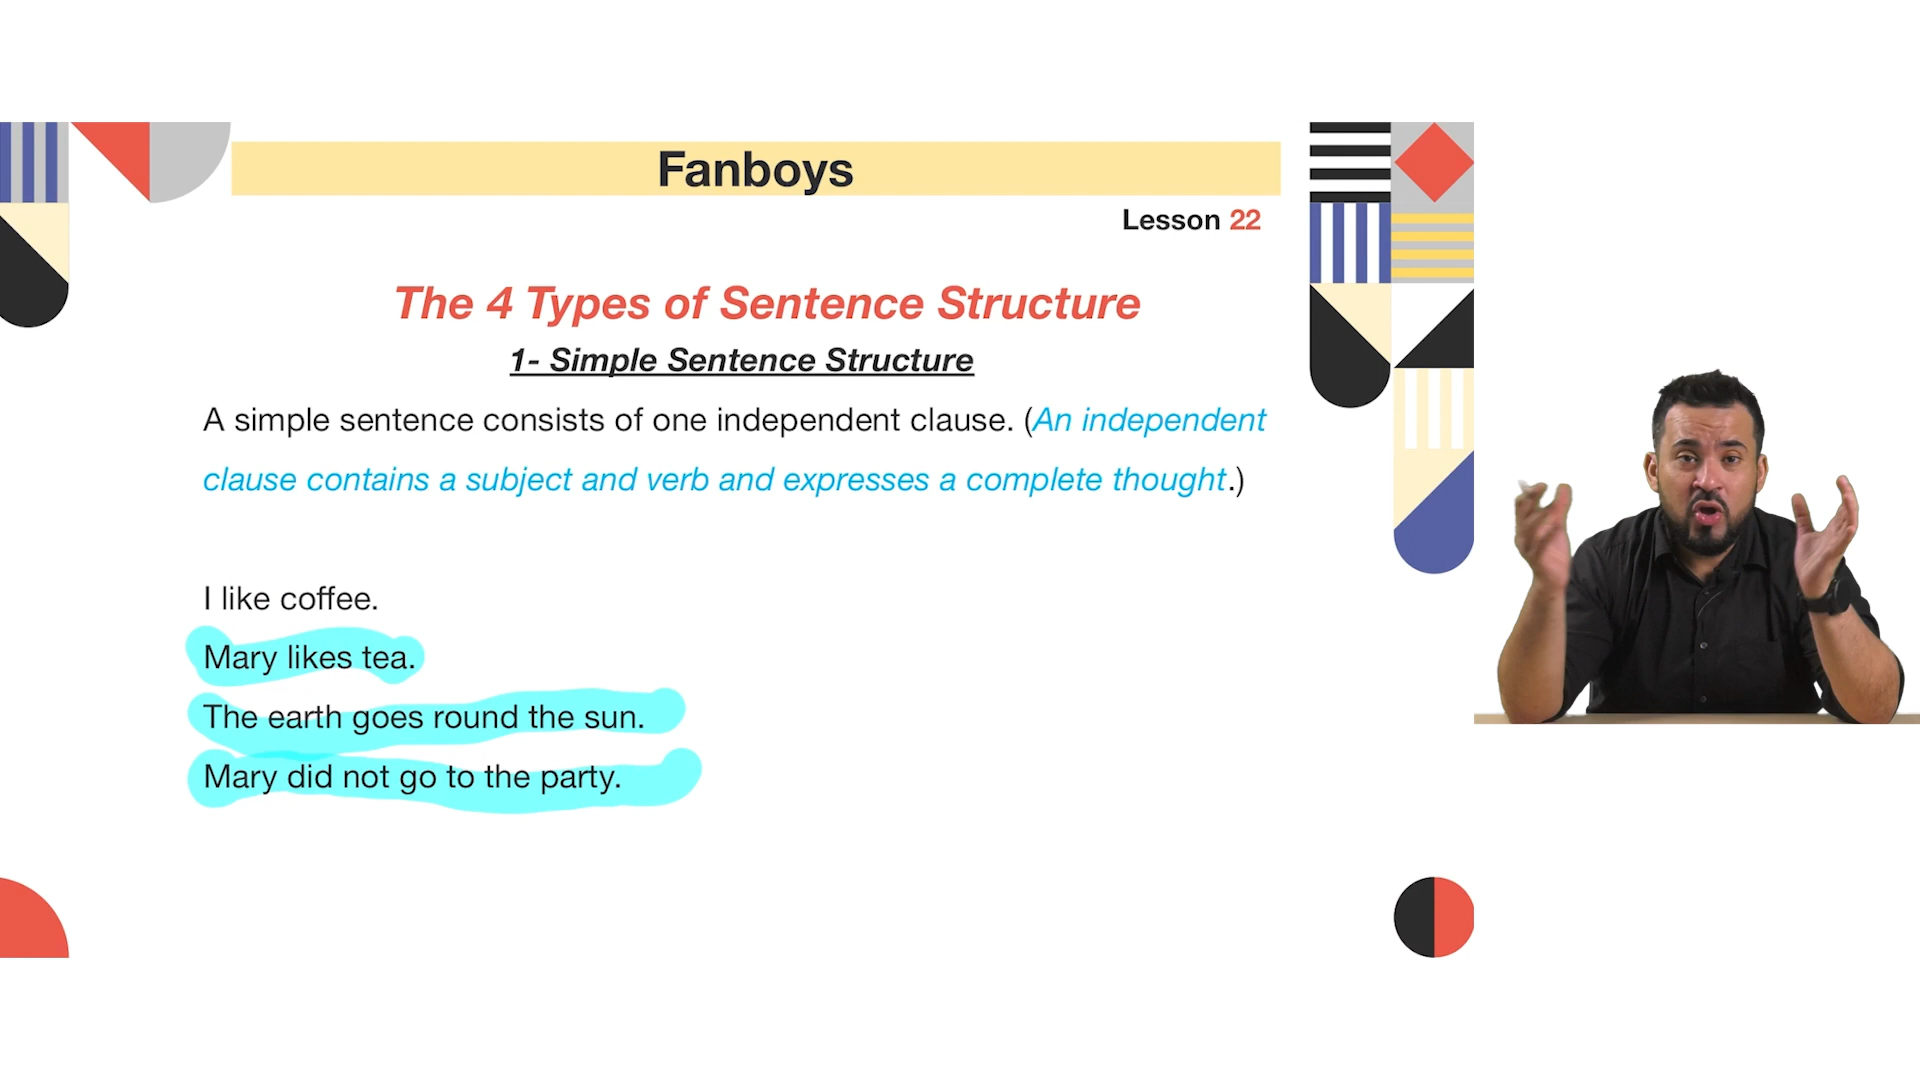 Fanboys
Lesson 22
The 4 Types of Sentence Structure
1- Simple Sentence Structure
A simple sentence consists of one independent clause. (An independent
clause contains a subject and verb and expresses a complete thought.)
I like coffee.
Mary likes tea.
The earth goes round the sun.
Mary did not go to the party.